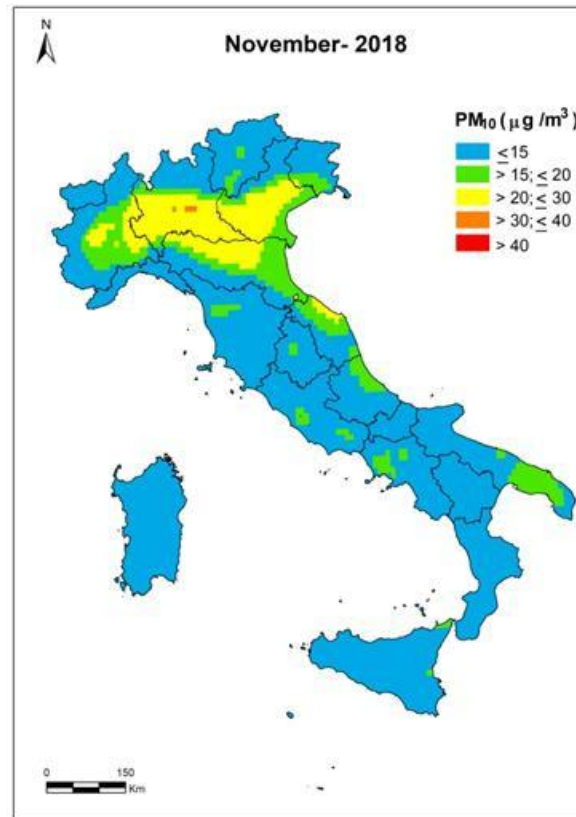 N
November- 2018
PM₁₀ ( µg /m³)
≤15
> 15; ≤ 20
> 20; ≤ 30
> 30; ≤ 40
> 40
0 150
Km